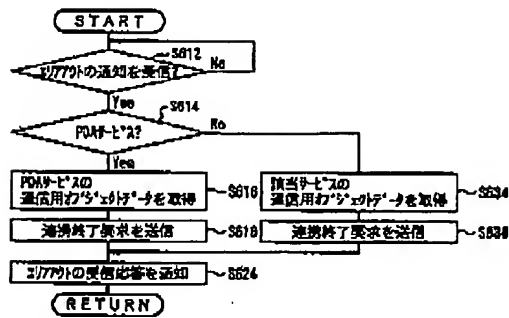 START
S612
エリアアウトの通知を受信?
No
Yes
S614
PDAサービス?
No
Yes
PDAサービスの
通信用オブジェクトデータを取得
S616
該当サービスの
通信用オブジェクトデータを取得
S634
連携終了要求を送信
S618
連携終了要求を送信
S636
エリアアウトの受信応答を通知
S624
RETURN